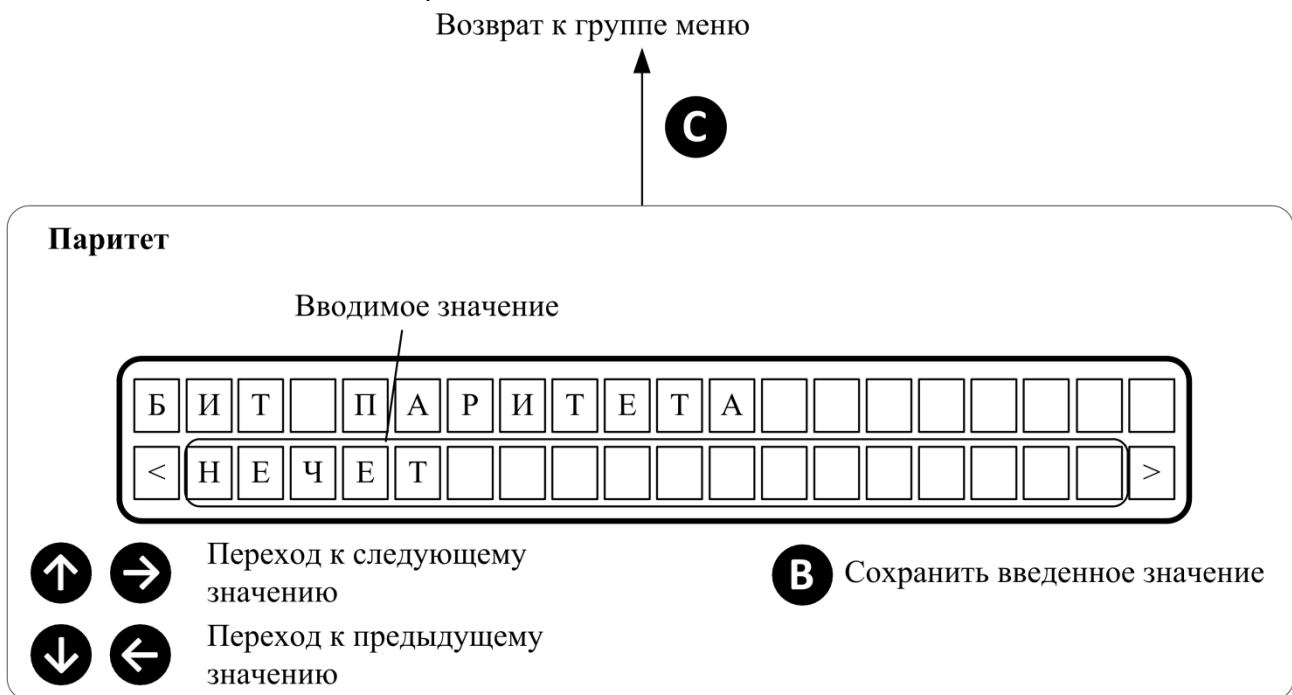 Возврат к группе меню
C
Паритет
Вводимое значение
БИТ ПАРИТЕТА
< НЕЧЕТ >
Переход к следующему
значению
B Сохранить введенное значение
Переход к предыдущему
значению